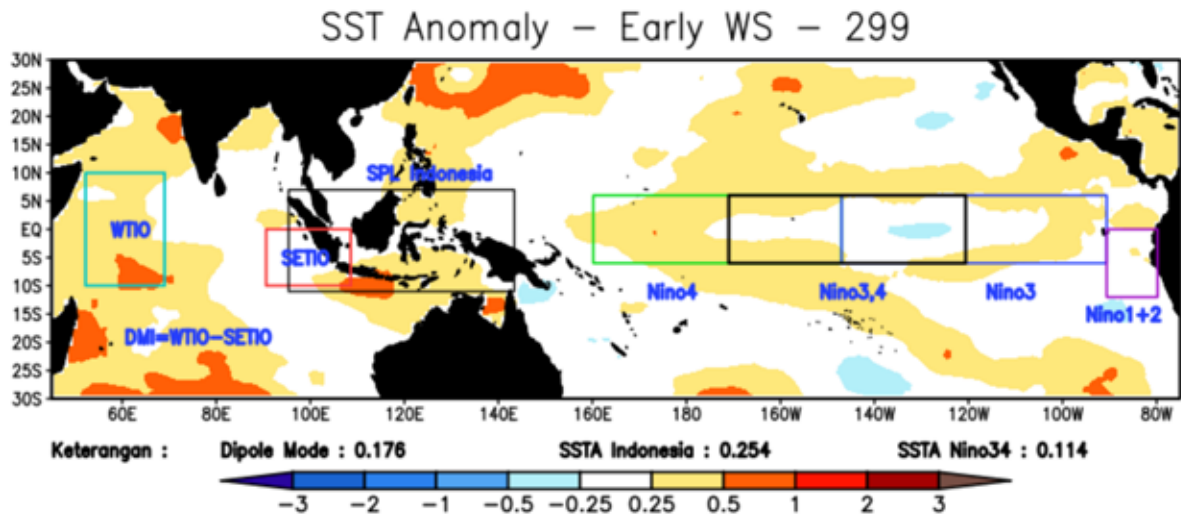 SST Anomaly - Early WS - 299
30N
25N
20N
15N
10N
5N
EQ
5S
10S
15S
20S
25S
30S
SPL Indonesia
WTIO
SETIO
Nino4
Nino3,4
Nino3
Nino1+2
DMI=WTIO-SETIO
60E 80E 100E 120E 140E 160E 180 160W 140W 120W 100W 80W
Keterangan : Dipole Mode : 0.176 SSTA Indonesia : 0.254 SSTA Nino34 : 0.114
-3 -2 -1 -0.5 -0.25 0.25 0.5 1 2 3